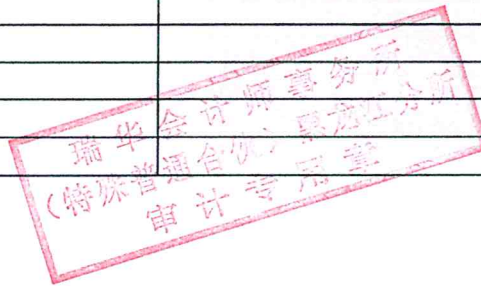 瑞华会计师事务所
（特殊普通合伙）黑龙江分所
审计专用章